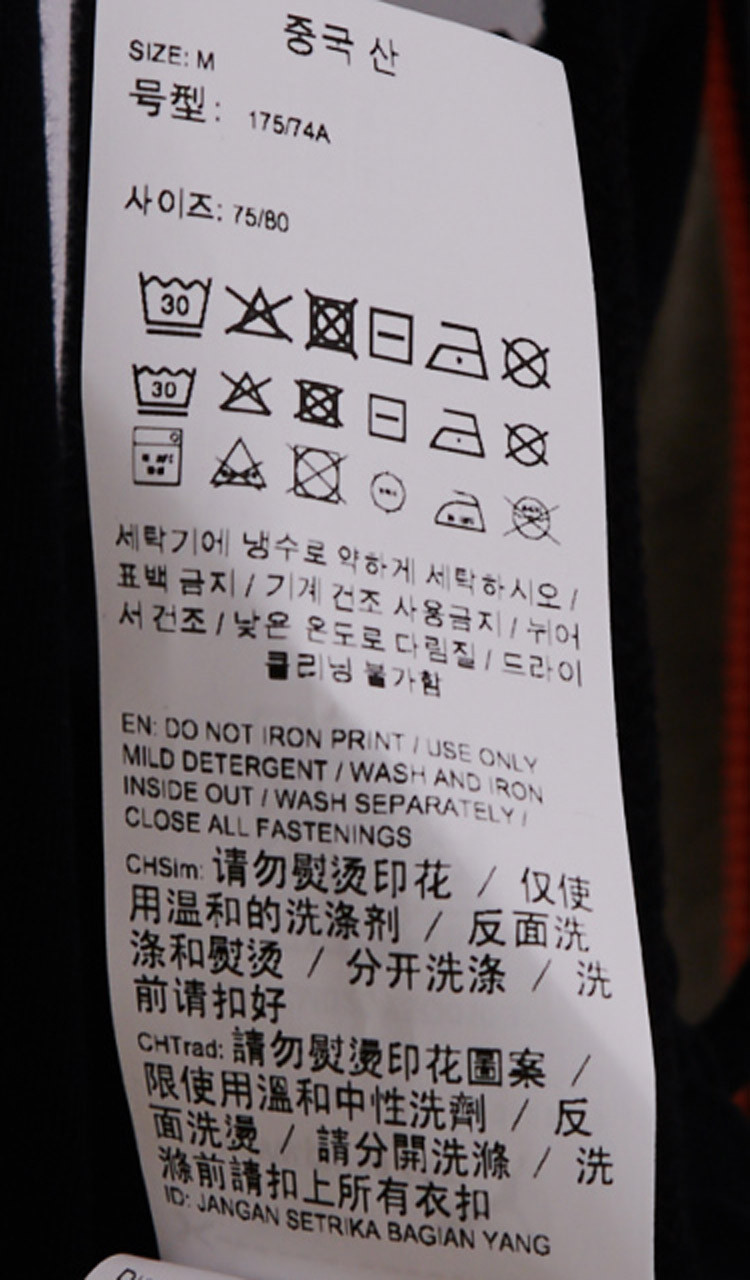 중국 산
SIZE: M
号型: 175/74A
사이즈: 75/80
30
30
세탁기에 냉수로 약하게 세탁하시오 /
표백 금지 / 기계 건조 사용금지 / 뉘어
서 건조 / 낮은 온도로 다림질 / 드라이
클리닝 불가함
EN: DO NOT IRON PRINT / USE ONLY
MILD DETERGENT / WASH AND IRON
INSIDE OUT / WASH SEPARATELY /
CLOSE ALL FASTENINGS
CHSim: 请勿熨烫印花 / 仅使
用温和的洗涤剂 / 反面洗
涤和熨烫 / 分开洗涤 / 洗
前请扣好
CHTrad: 請勿熨燙印花圖案 /
限使用溫和中性洗劑 / 反
面洗燙 / 請分開洗滌 / 洗
滌前請扣上所有衣扣
ID: JANGAN SETRIKA BAGIAN YANG